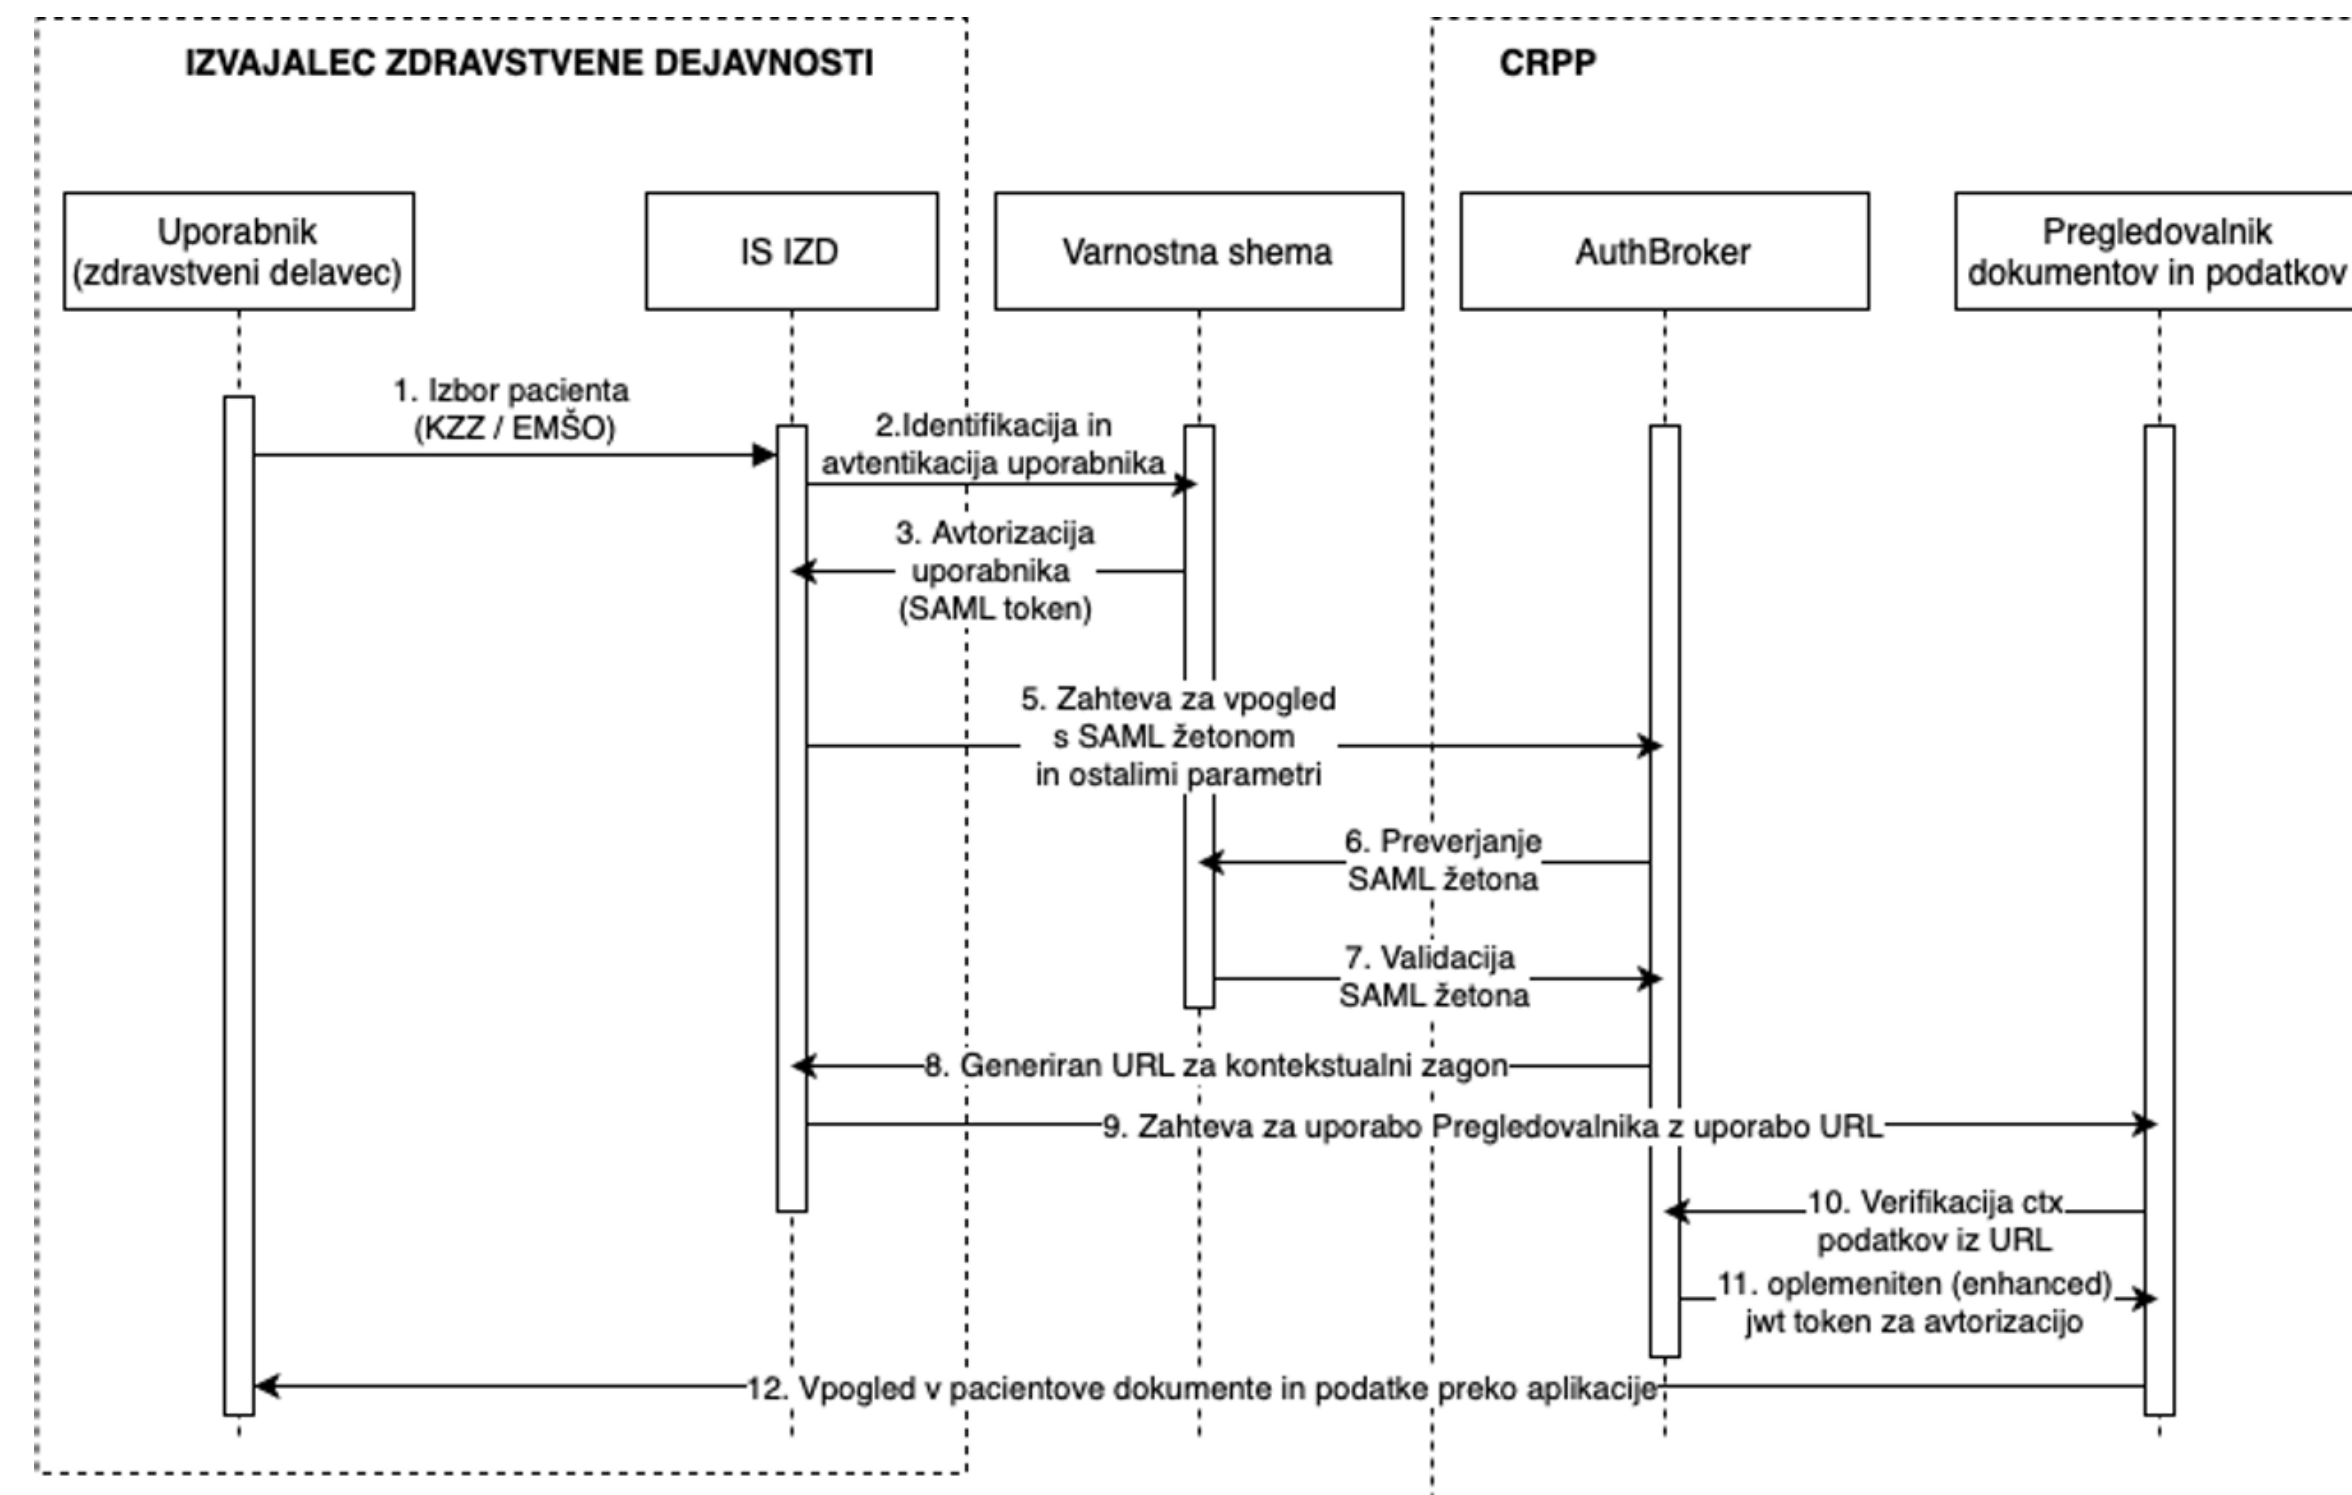 IZVAJALEC ZDRAVSTVENE DEJAVNOSTI
CRPP
Uporabnik
(zdravstveni delavec)
IS IZD
Varnostna shema
AuthBroker
Pregledovalnik
dokumentov in podatkov
1. Izbor pacienta
(KZZ / EMŠO)
2.Identifikacija in
avtentikacija uporabnika
3. Avtorizacija
uporabnika
(SAML token)
5. Zahteva za vpogled
s SAML žetonom
in ostalimi parametri
6. Preverjanje
SAML žetona
7. Validacija
SAML žetona
8. Generiran URL za kontekstualni zagon
9. Zahteva za uporabo Pregledovalnika z uporabo URL
10. Verifikacija ctx
podatkov iz URL
11. oplemeniten (enhanced)
jwt token za avtorizacijo
12. Vpogled v pacientove dokumente in podatke preko aplikacije